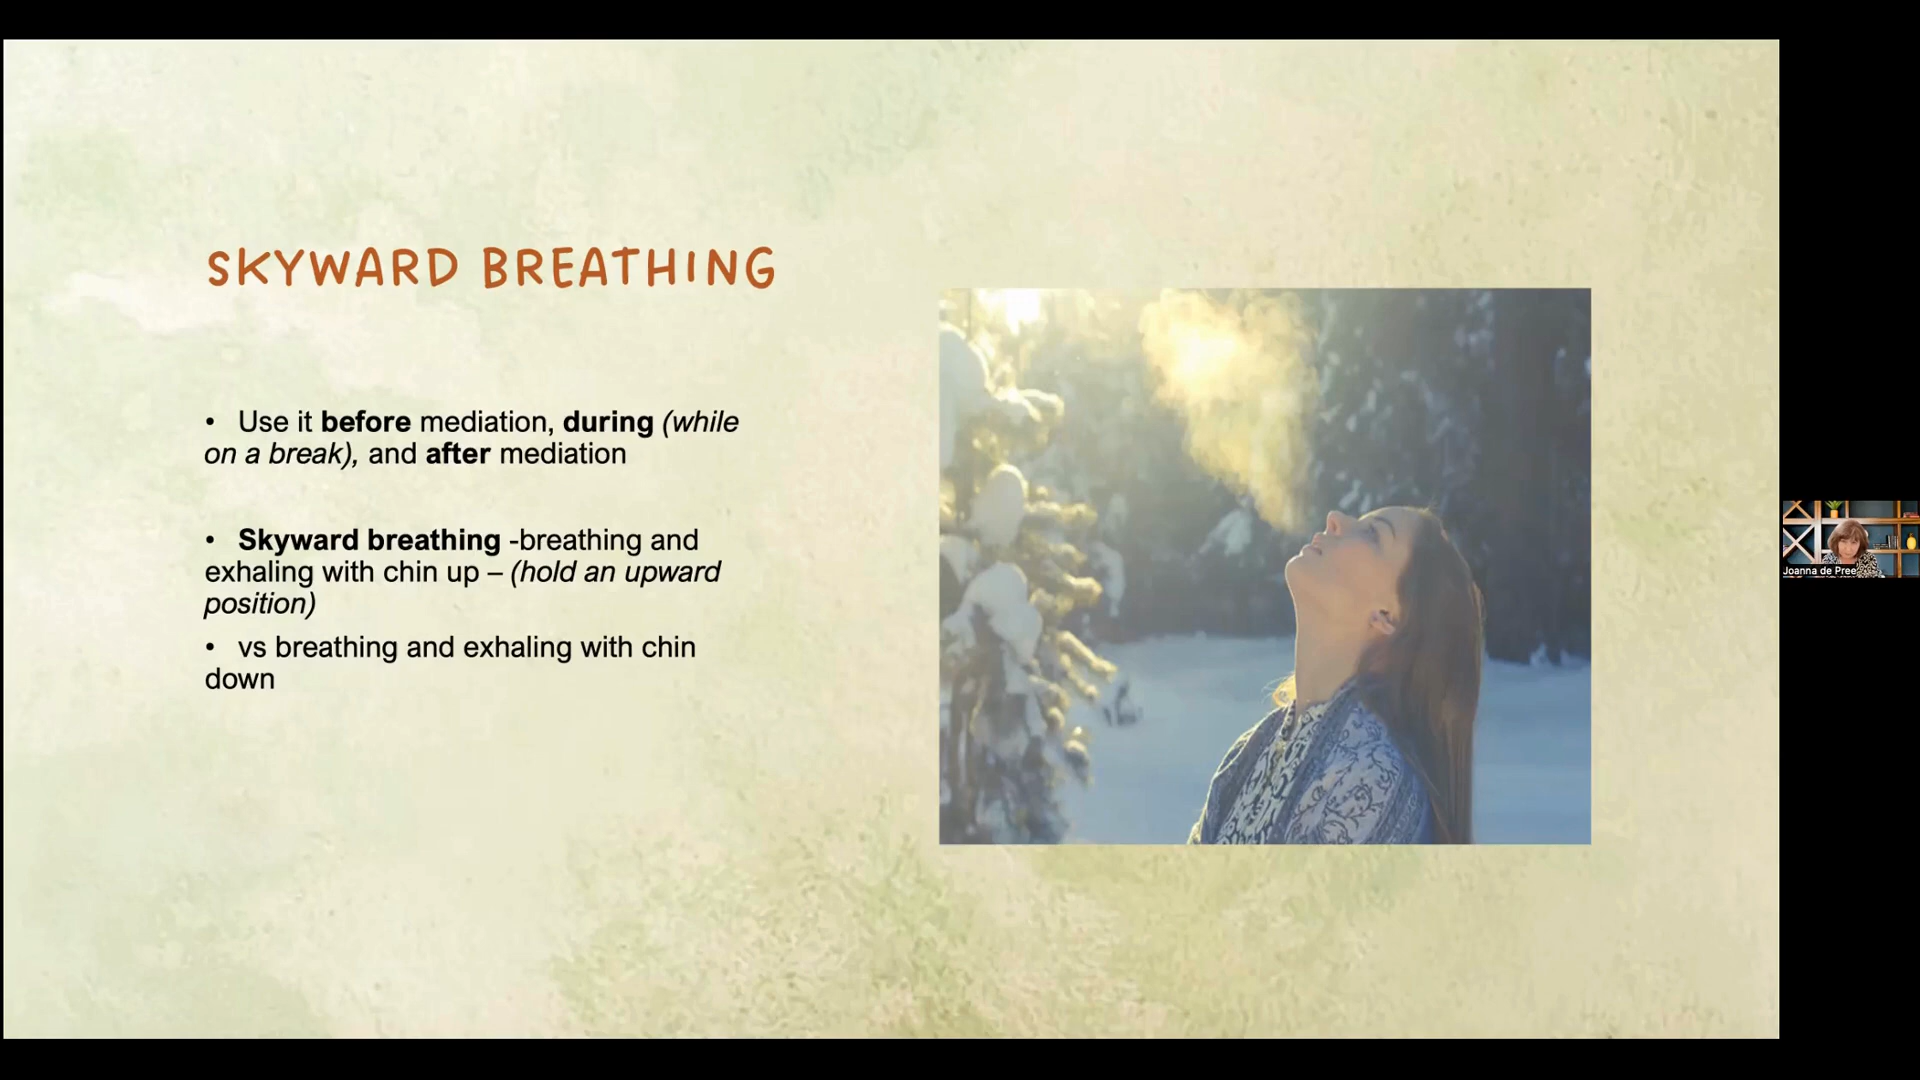 SKYWARD BREATHING
• Use it before mediation, during (while
on a break), and after mediation
• Skyward breathing -breathing and
exhaling with chin up – (hold an upward
position)
• vs breathing and exhaling with chin
down
Joanna de Pree